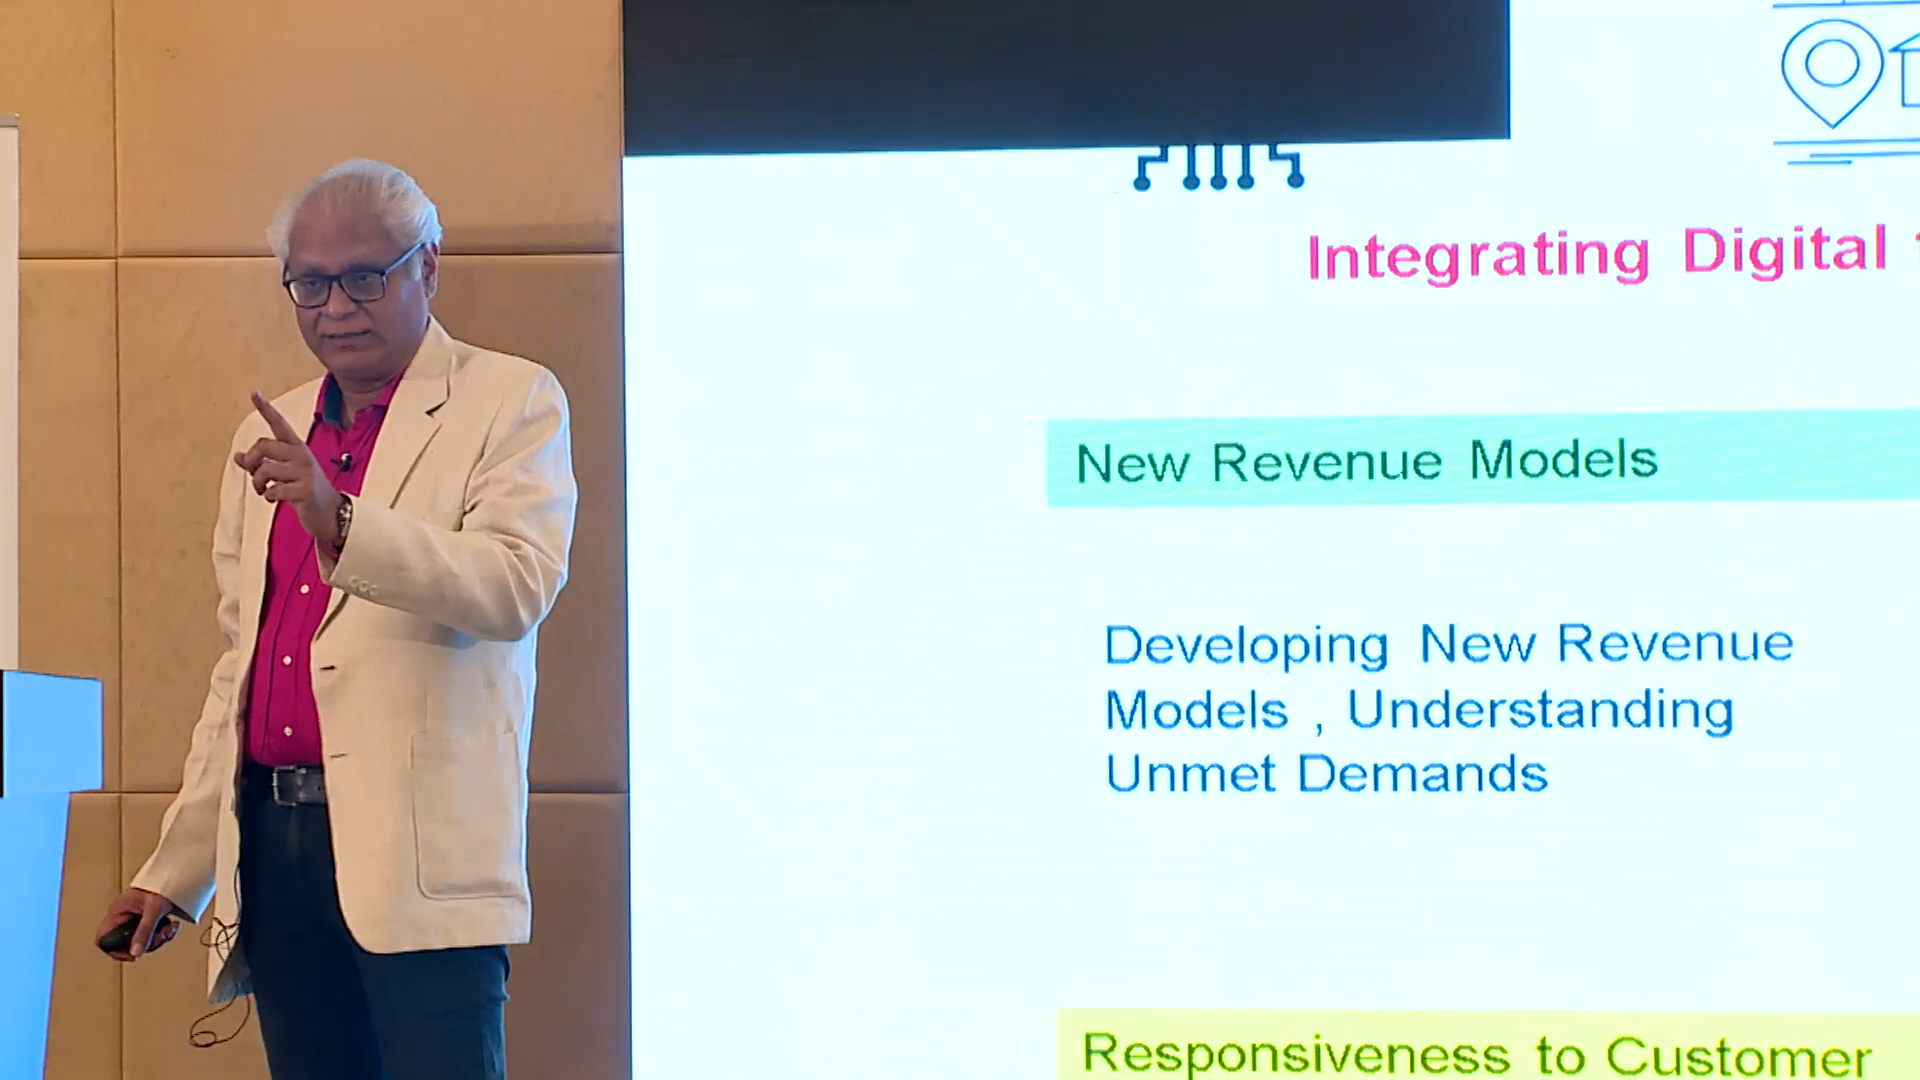 Integrating Digital
New Revenue Models
Developing New Revenue
Models , Understanding
Unmet Demands
Responsiveness to Customer